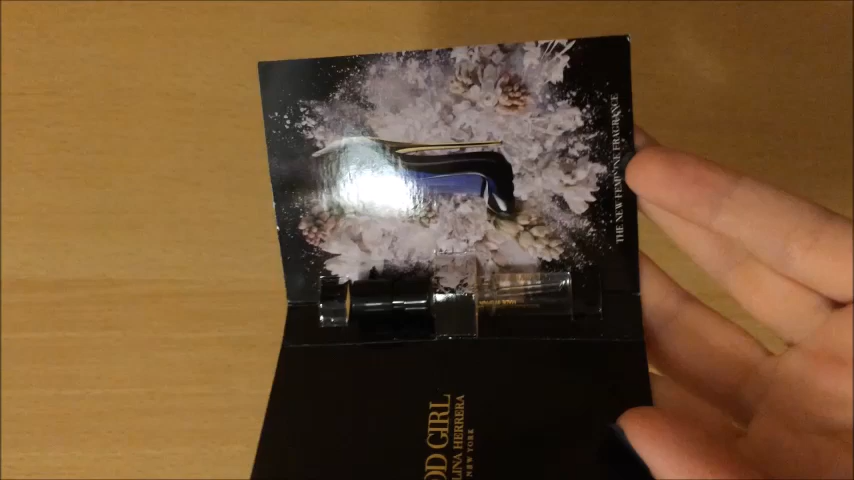 THE NEW FEMININE FRAGRANCE
OD GIRL
LINA HERRERA
NEW YORK